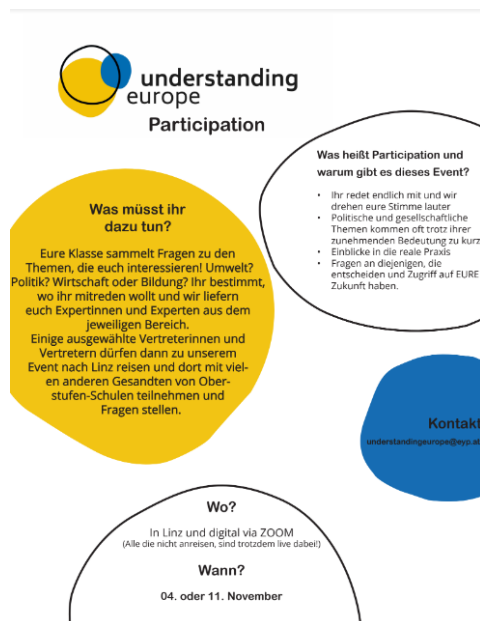 understanding
europe
Participation
Was heißt Participation und
warum gibt es dieses Event?
• Ihr redet endlich mit und wir
drehen eure Stimme lauter
• Politische und gesellschaftliche
Themen kommen oft trotz ihrer
zunehmenden Bedeutung zu kurz
• Einblicke in die reale Praxis
• Fragen an diejenigen, die
entscheiden und Zugriff auf EURE
Zukunft haben.
Was müsst ihr
dazu tun?
Eure Klasse sammelt Fragen zu den
Themen, die euch interessieren! Umwelt?
Politik? Wirtschaft oder Bildung? Ihr bestimmt,
wo ihr mitreden wollt und wir liefern
euch Expertinnen und Experten aus dem
jeweiligen Bereich.
Einige ausgewählte Vertreterinnen und
Vertretern dürfen dann zu unserem
Event nach Linz reisen und dort mit viel-
en anderen Gesandten von Ober-
stufen-Schulen teilnehmen und
Fragen stellen.
Kontakt
understandingeurope@eyp.at
Wo?
In Linz und digital via ZOOM
(Alle die nicht anreisen, sind trotzdem live dabei!)
Wann?
04. oder 11. November